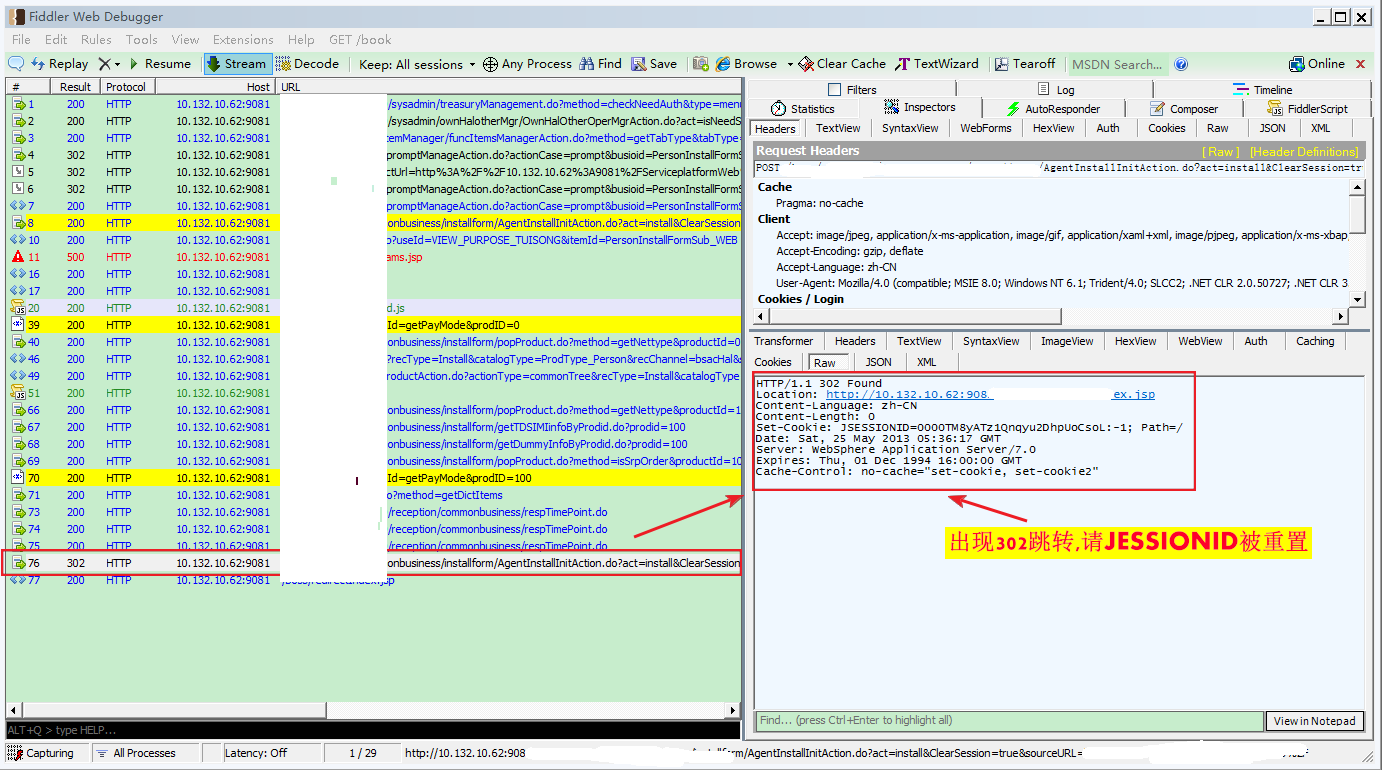 Fiddler Web Debugger
File Edit Rules Tools View Extensions Help GET /book
Replay Resume Stream Decode Keep: All sessions Any Process Find Save Browse Clear Cache TextWizard Tearoff MSDN Search... Online
# Result Protocol Host URL
1 200 HTTP 10.132.10.62:9081 /sysadmin/treasuryManagement.do?method=checkNeedAuth&type=menu
2 200 HTTP 10.132.10.62:9081 /sysadmin/ownHalotherMgr/OwnHalOtherOperMgrAction.do?act=isNeedS
3 200 HTTP 10.132.10.62:9081 temManager/funcItemsManagerAction.do?method=getTabType&tabType=
4 302 HTTP 10.132.10.62:9081 promptManageAction.do?actionCase=prompt&busioid=PersonInstallFormS
5 302 HTTP 10.132.10.62:9081 ctUrl=http%3A%2F%2F10.132.10.62%3A9081%2FServiceplatformWeb
6 200 HTTP 10.132.10.62:9081 promptManageAction.do?actionCase=prompt&busioid=PersonInstallFormS
7 200 HTTP 10.132.10.62:9081 promptManageAction.do?actionCase=prompt&busioid=PersonInstallFormS
8 200 HTTP 10.132.10.62:9081 onbusiness/installform/AgentInstallInitAction.do?act=install&ClearSession
10 200 HTTP 10.132.10.62:9081 o?useId=VIEW_PURPOSE_TUISONG&itemId=PersonInstallFormSub_WEB
11 500 HTTP 10.132.10.62:9081 ams.jsp
16 200 HTTP 10.132.10.62:9081
17 200 HTTP 10.132.10.62:9081
20 200 HTTP 10.132.10.62:9081 d.js
39 200 HTTP 10.132.10.62:9081 Id=getPayMode&prodID=0
40 200 HTTP 10.132.10.62:9081 onbusiness/installform/popProduct.do?method=getNettype&productId=0
46 200 HTTP 10.132.10.62:9081 ?recType=Install&catalogType=ProdType_Person&recChannel=bsacHal&
49 200 HTTP 10.132.10.62:9081 roductAction.do?actionType=commonTree&recType=Install&catalogType
51 200 HTTP 10.132.10.62:9081
66 200 HTTP 10.132.10.62:9081 onbusiness/installform/popProduct.do?method=getNettype&productId=1
67 200 HTTP 10.132.10.62:9081 onbusiness/installform/getTDSIMIinfoByProdid.do?prodid=100
68 200 HTTP 10.132.10.62:9081 onbusiness/installform/getDummyInfoByProdid.do?prodid=100
69 200 HTTP 10.132.10.62:9081 onbusiness/installform/popProduct.do?method=isSrpOrder&productId=10
70 200 HTTP 10.132.10.62:9081 Id=getPayMode&prodID=100
71 200 HTTP 10.132.10.62:9081 o?method=getDictItems
73 200 HTTP 10.132.10.62:9081 /reception/commonbusiness/respTimePoint.do
74 200 HTTP 10.132.10.62:9081 /reception/commonbusiness/respTimePoint.do
75 200 HTTP 10.132.10.62:9081 /reception/commonbusiness/respTimePoint.do
76 302 HTTP 10.132.10.62:9081 onbusiness/installform/AgentInstallInitAction.do?act=install&ClearSession
77 200 HTTP 10.132.10.62:9081 /boss/redirectIndex.jsp
ALT+Q > type HELP...
Capturing All Processes Latency: Off 1 / 29 http://10.132.10.62:908 /installform/AgentInstallInitAction.do?act=install&ClearSession=true&sourceURL=
Filters Log Timeline
Statistics Inspectors AutoResponder Composer FiddlerScript
Headers TextView SyntaxView WebForms HexView Auth Cookies Raw JSON XML
Request Headers [ Raw ] [Header Definitions]
POST /AgentInstallInitAction.do?act=install&ClearSession=tr
Cache
Pragma: no-cache
Client
Accept: image/jpeg, application/x-ms-application, image/gif, application/xaml+xml, image/pjpeg, application/x-ms-xbap,
Accept-Encoding: gzip, deflate
Accept-Language: zh-CN
User-Agent: Mozilla/4.0 (compatible; MSIE 8.0; Windows NT 6.1; Trident/4.0; SLCC2; .NET CLR 2.0.50727; .NET CLR 3
Cookies / Login
Transformer Headers TextView SyntaxView ImageView HexView WebView Auth Caching
Cookies Raw JSON XML
HTTP/1.1 302 Found
Location: http://10.132.10.62:908. ex.jsp
Content-Language: zh-CN
Content-Length: 0
Set-Cookie: JSESSIONID=0000TM8yATz1Qnqyu2DhpUoCsoL:-1; Path=/
Date: Sat, 25 May 2013 05:36:17 GMT
Server: WebSphere Application Server/7.0
Expires: Thu, 01 Dec 1994 16:00:00 GMT
Cache-Control: no-cache="set-cookie, set-cookie2"
出现302跳转,请JESSIONID被重置
Find... (press Ctrl+Enter to highlight all)
View in Notepad